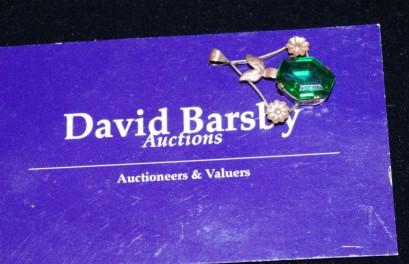 David Barsby
Auctions
Auctioneers & Valuers